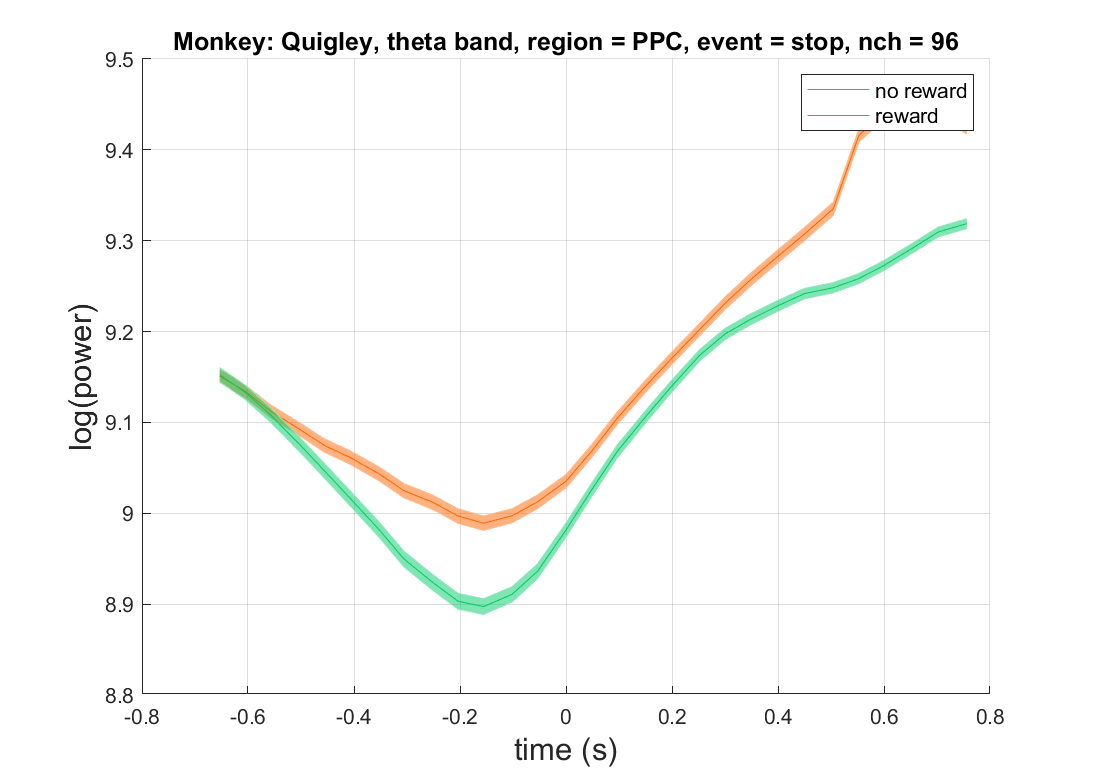 Monkey: Quigley, theta band, region = PPC, event = stop, nch = 96
9.5
9.4
9.3
9.2
9.1
9
8.9
8.8
log(power)
no reward
reward
-0.8 -0.6 -0.4 -0.2 0 0.2 0.4 0.6 0.8
time (s)